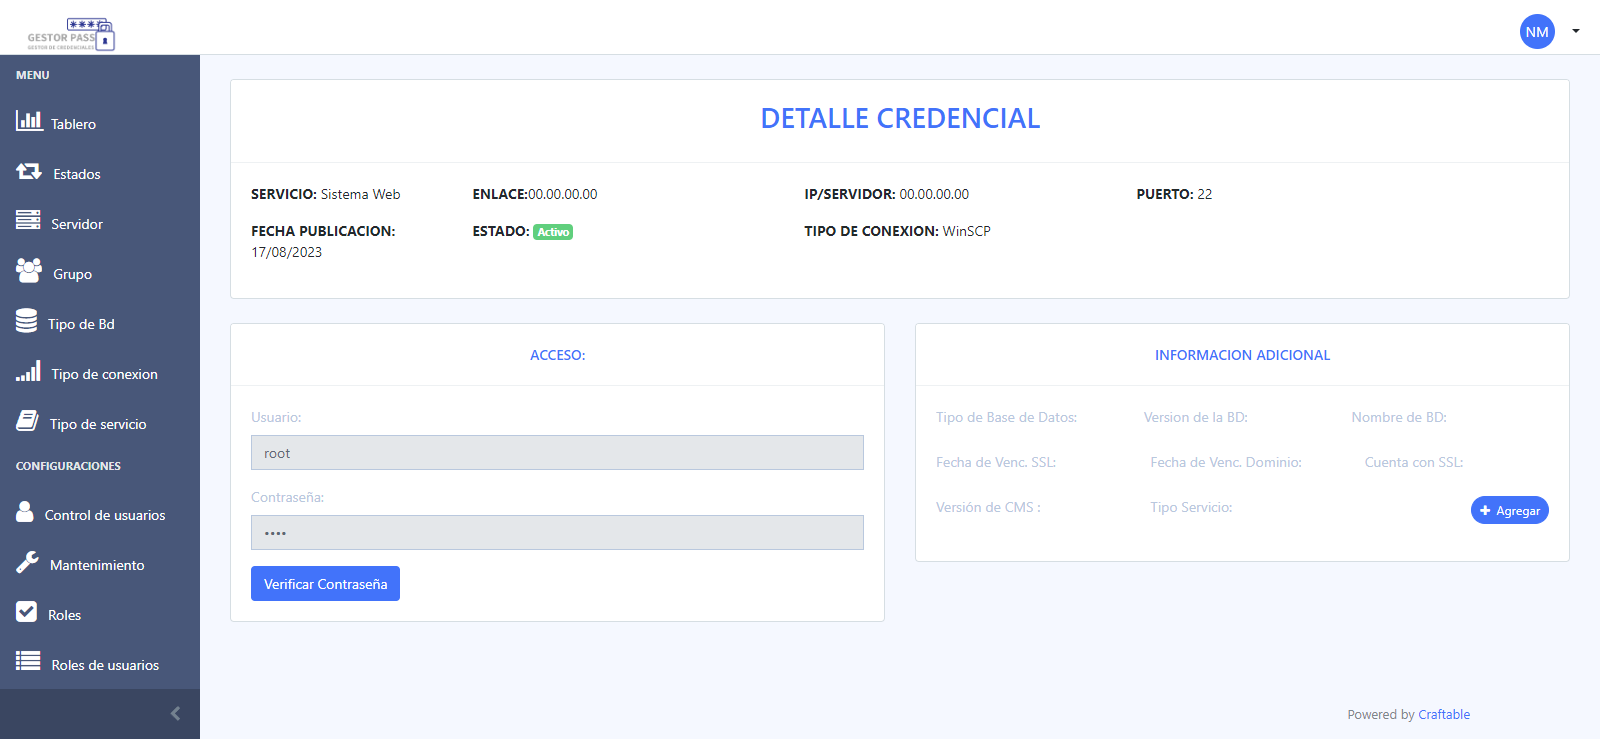 ****
GESTOR PASS
GESTOR DE CREDENCIALES
NM
MENU
Tablero
Estados
Servidor
Grupo
Tipo de Bd
Tipo de conexion
Tipo de servicio
CONFIGURACIONES
Control de usuarios
Mantenimiento
Roles
Roles de usuarios
DETALLE CREDENCIAL
SERVICIO: Sistema Web
ENLACE:00.00.00.00
IP/SERVIDOR: 00.00.00.00
PUERTO: 22
FECHA PUBLICACION:
17/08/2023
ESTADO: Activo
TIPO DE CONEXION: WinSCP
ACCESO:
Usuario:
root
Contraseña:
••••
Verificar Contraseña
INFORMACION ADICIONAL
Tipo de Base de Datos:
Version de la BD:
Nombre de BD:
Fecha de Venc. SSL:
Fecha de Venc. Dominio:
Cuenta con SSL:
Versión de CMS :
Tipo Servicio:
Agregar
Powered by Craftable